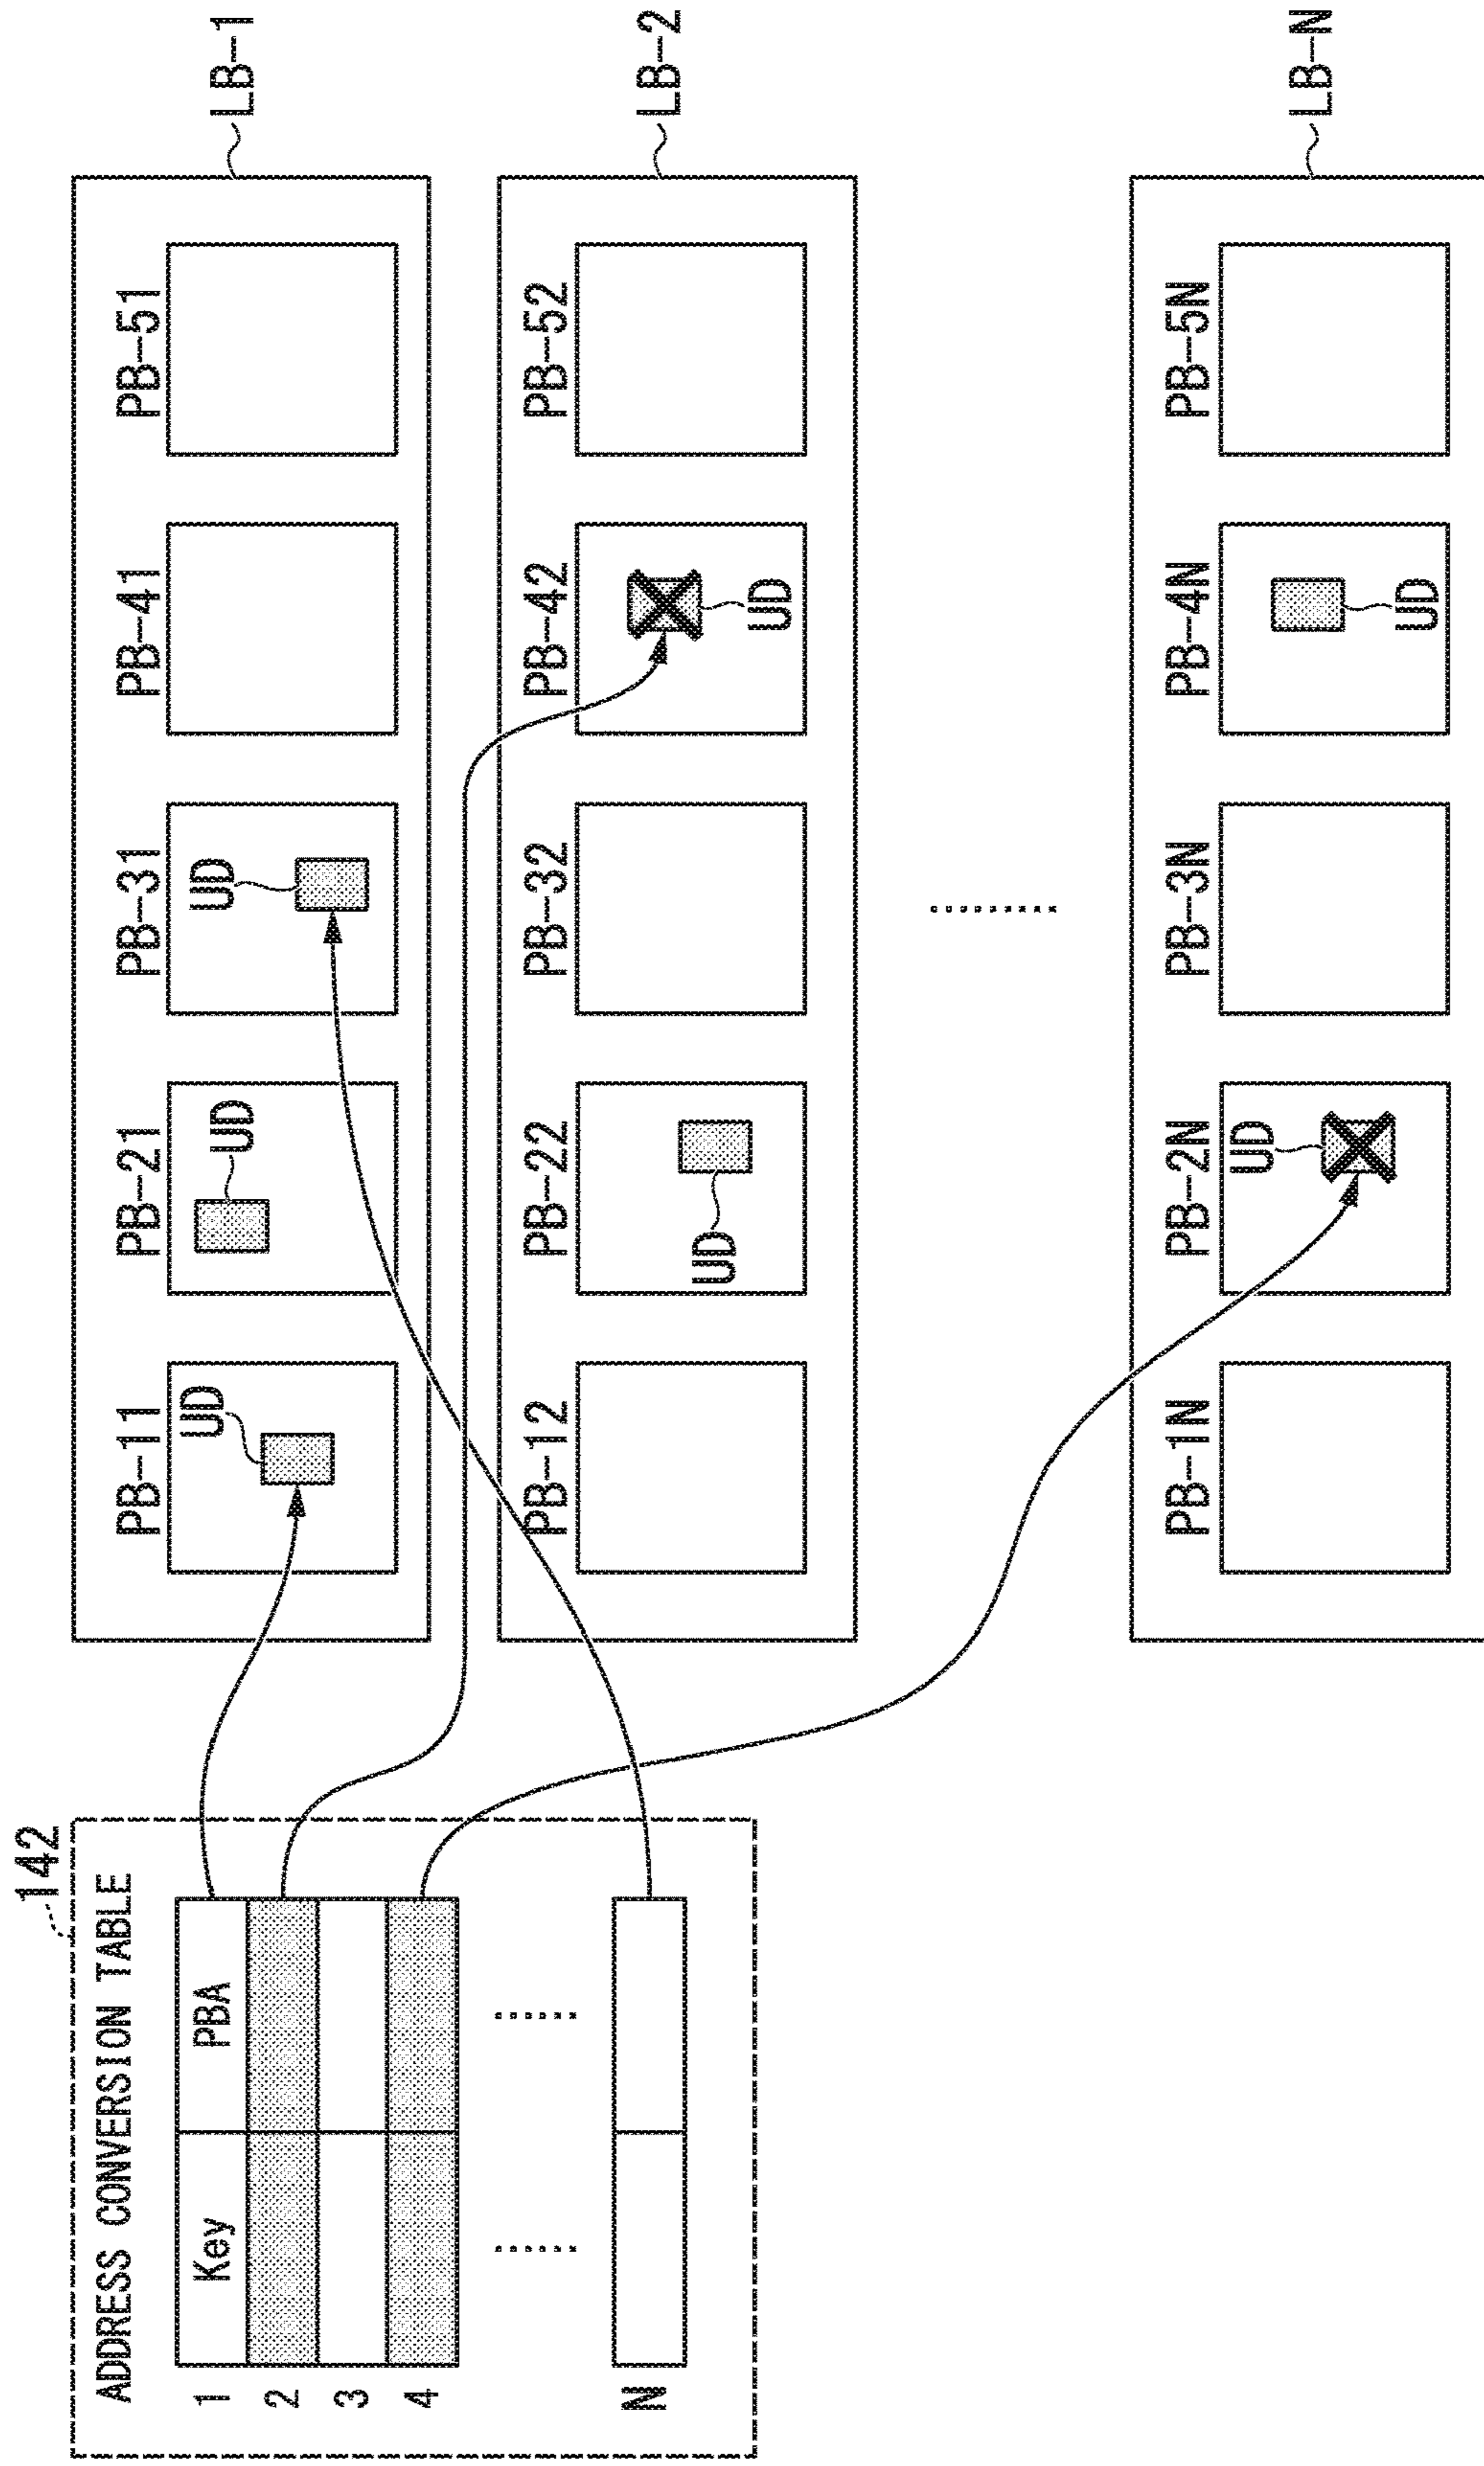 142
ADDRESS CONVERSION TABLE
Key PBA
1
2
3
4
N
LB-1
PB-11 PB-21 PB-31 PB-41 PB-51
UD UD UD
LB-2
PB-12 PB-22 PB-32 PB-42 PB-52
UD UD
LB-N
PB-1N PB-2N PB-3N PB-4N PB-5N
UD UD